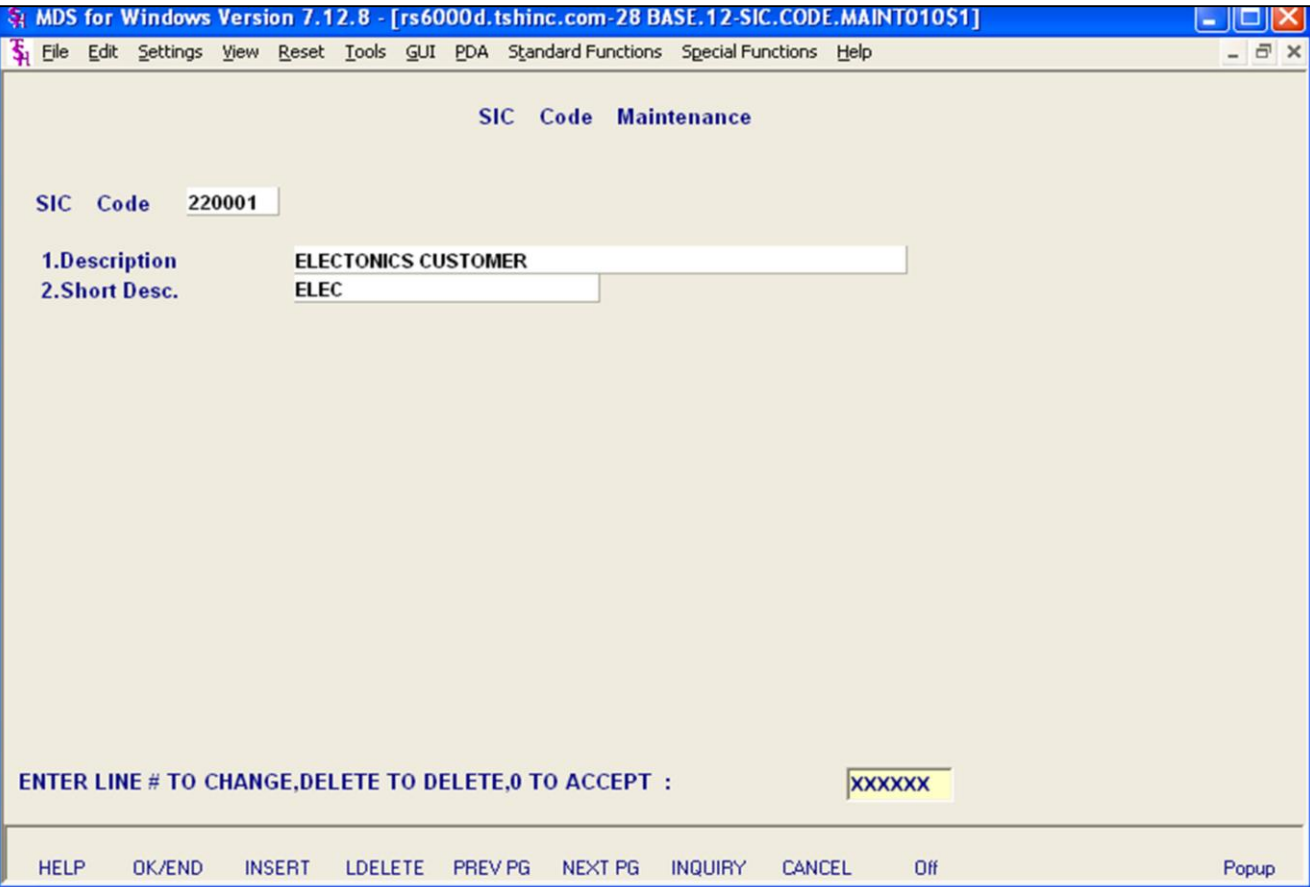 MDS for Windows Version 7.12.8 - [rs6000d.tshinc.com-28 BASE.12-SIC.CODE.MAINT010$1]
File Edit Settings View Reset Tools GUI PDA Standard Functions Special Functions Help
SIC Code Maintenance
SIC Code 220001
1.Description ELECTONICS CUSTOMER
2.Short Desc. ELEC
ENTER LINE # TO CHANGE,DELETE TO DELETE,0 TO ACCEPT : XXXXXX
HELP OK/END INSERT LDELETE PREV PG NEXT PG INQUIRY CANCEL Off Popup